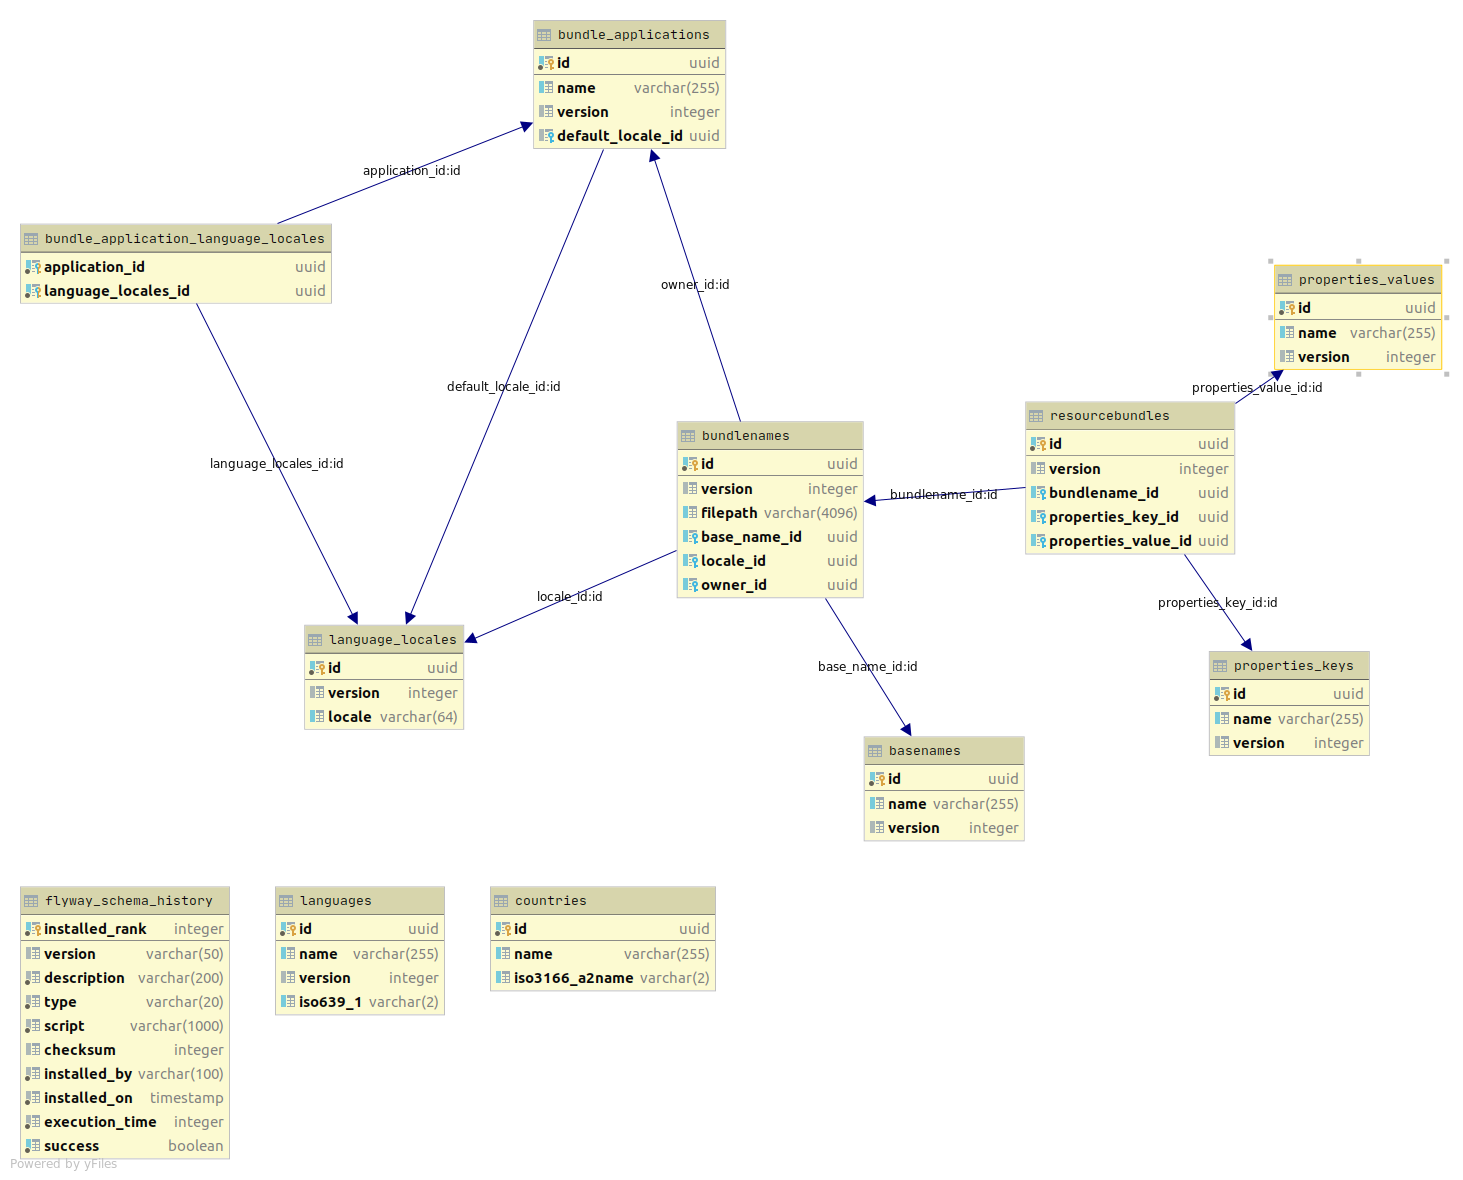 bundle_applications
id uuid
name varchar(255)
version integer
default_locale_id uuid
application_id:id
bundle_application_language_locales
application_id uuid
language_locales_id uuid
owner_id:id
properties_values
id uuid
name varchar(255)
version integer
default_locale_id:id
properties_value_id:id
resourcebundles
id uuid
version integer
bundlename_id uuid
properties_key_id uuid
properties_value_id uuid
bundlenames
id uuid
version integer
filepath varchar(4096)
base_name_id uuid
locale_id uuid
owner_id uuid
language_locales_id:id
bundlename_id:id
locale_id:id
properties_key_id:id
language_locales
id uuid
version integer
locale varchar(64)
base_name_id:id
properties_keys
id uuid
name varchar(255)
version integer
basenames
id uuid
name varchar(255)
version integer
flyway_schema_history
installed_rank integer
version varchar(50)
description varchar(200)
type varchar(20)
script varchar(1000)
checksum integer
installed_by varchar(100)
installed_on timestamp
execution_time integer
success boolean
languages
id uuid
name varchar(255)
version integer
iso639_1 varchar(2)
countries
id uuid
name varchar(255)
iso3166_a2name varchar(2)
Powered by yFiles